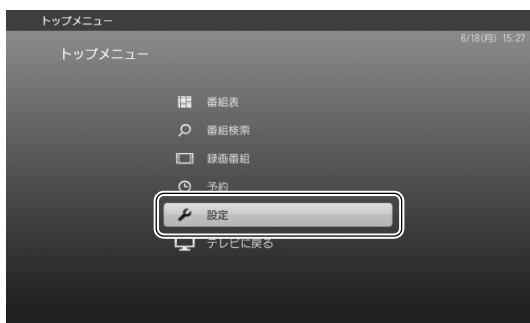 トップメニュー
6/18(月) 15:27
トップメニュー
番組表
番組検索
録画番組
予約
設定
テレビに戻る